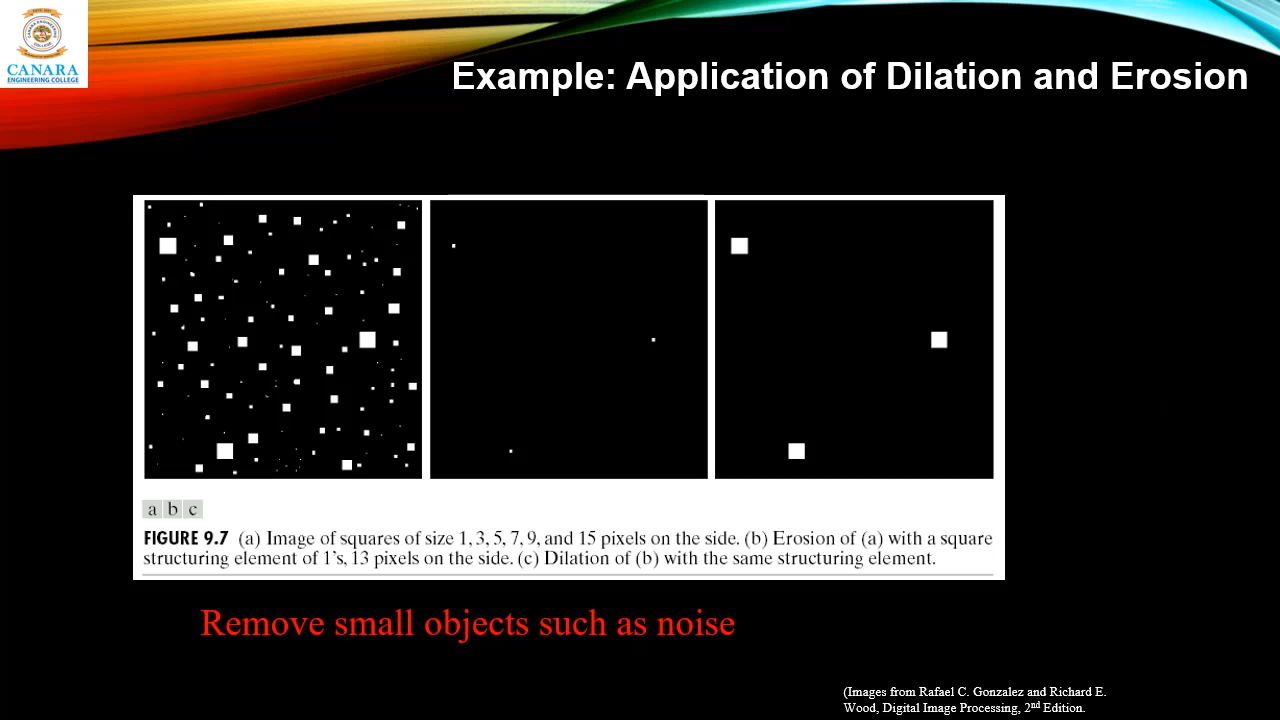 CANARA
ENGINEERING COLLEGE
Example: Application of Dilation and Erosion
a b c
FIGURE 9.7 (a) Image of squares of size 1, 3, 5, 7, 9, and 15 pixels on the side. (b) Erosion of (a) with a square
structuring element of 1’s, 13 pixels on the side. (c) Dilation of (b) with the same structuring element.
Remove small objects such as noise
(Images from Rafael C. Gonzalez and Richard E.
Wood, Digital Image Processing, 2nd Edition.